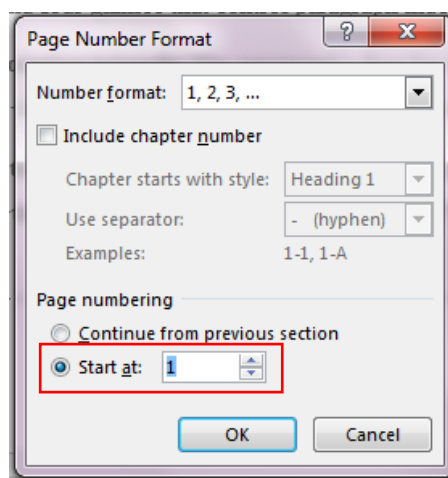 Page Number Format
Number format: 1, 2, 3, ...
Include chapter number
Chapter starts with style: Heading 1
Use separator: - (hyphen)
Examples: 1-1, 1-A
Page numbering
Continue from previous section
Start at: 1
OK Cancel